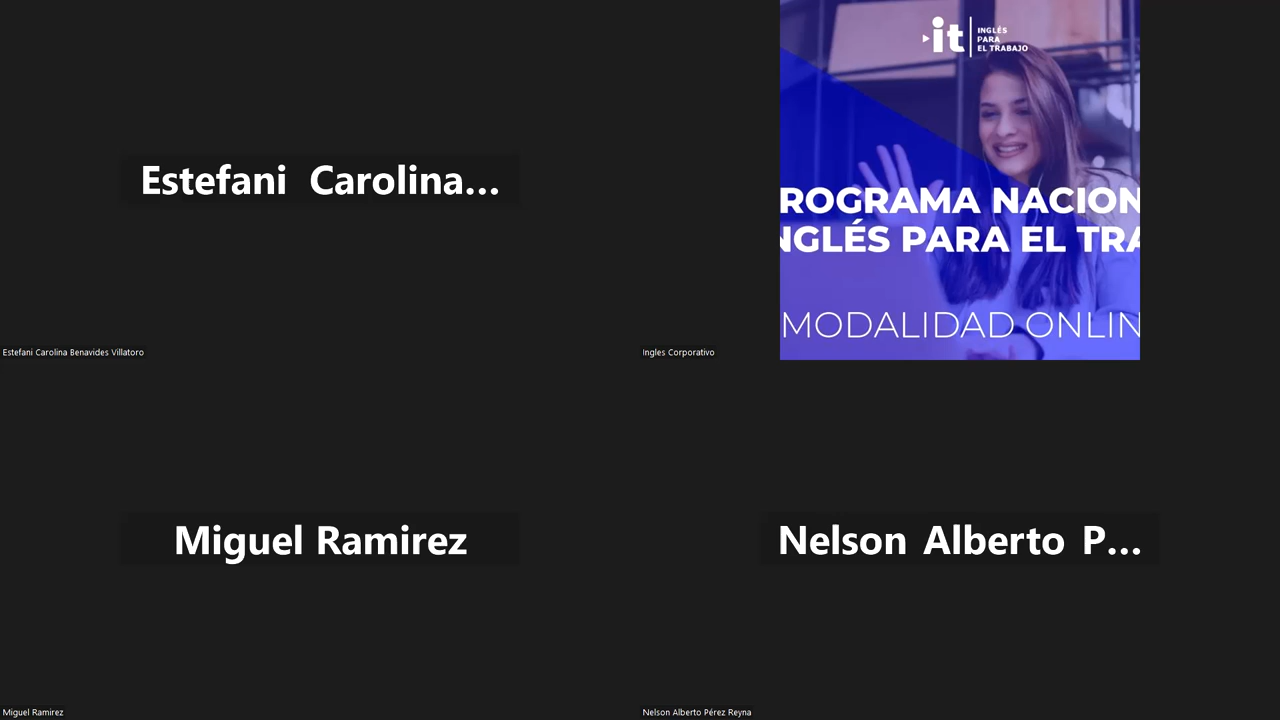 Estefani Carolina...
Estefani Carolina Benavides Villatoro
it
INGLÉS
PARA
EL TRABAJO
ROGRAMA NACION
NGLÉS PARA EL TRA
MODALIDAD ONLIN
Ingles Corporativo
Miguel Ramirez
Miguel Ramirez
Nelson Alberto P...
Nelson Alberto Pérez Reyna